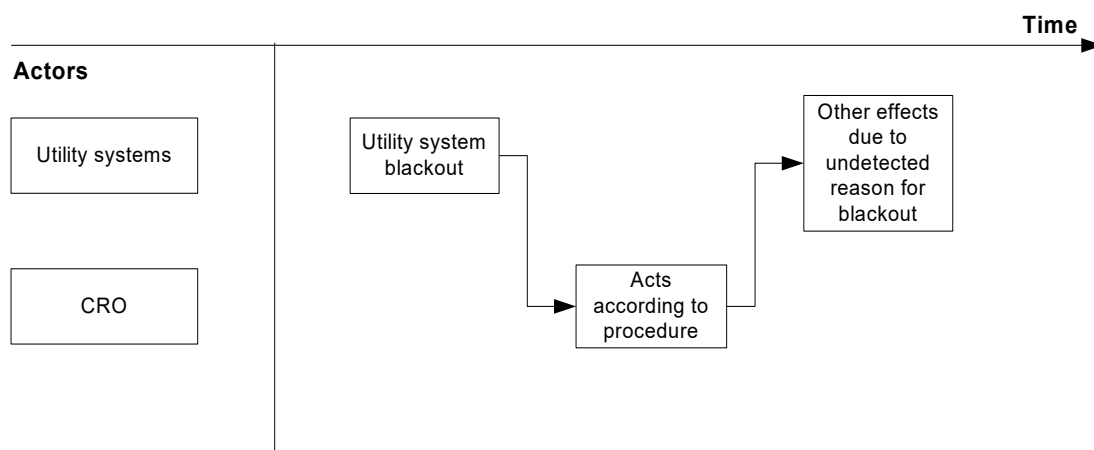 Time
Actors
Utility systems
Utility system
blackout
Other effects
due to
undetected
reason for
blackout
CRO
Acts
according to
procedure